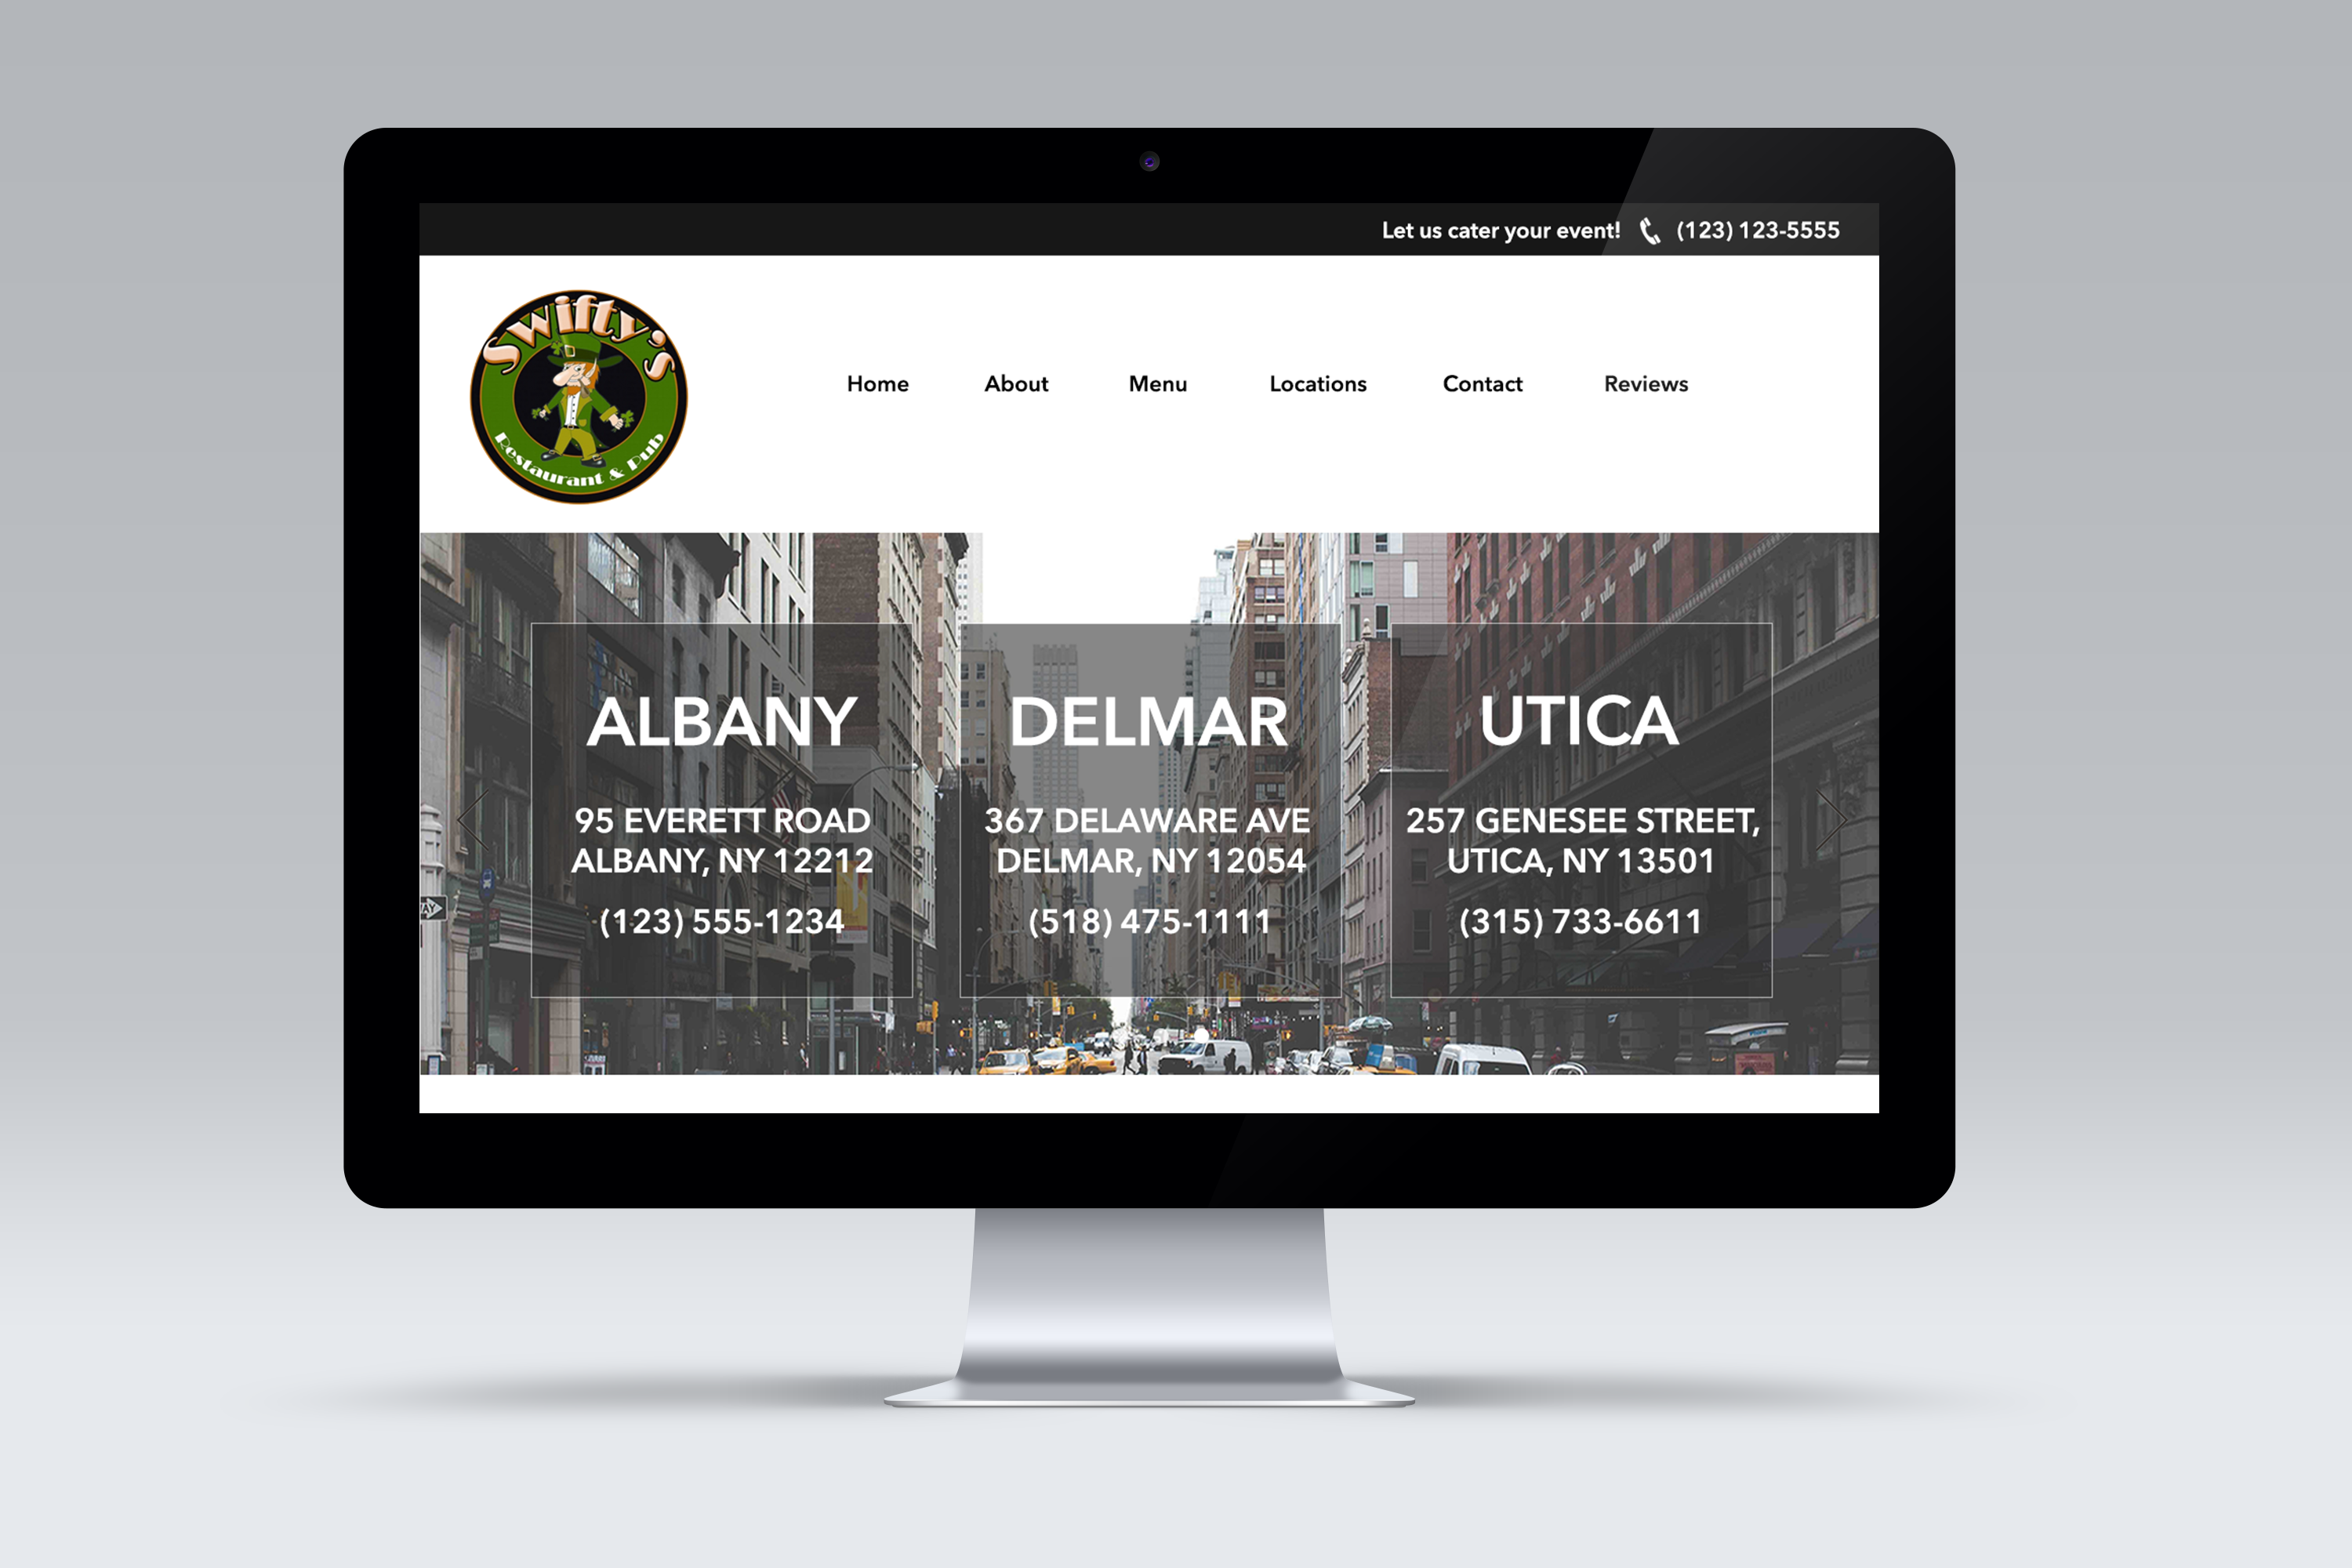 Let us cater your event! (123) 123-5555
Swifty's
Restaurant & Pub
Home About Menu Locations Contact Reviews
ALBANY
95 EVERETT ROAD
ALBANY, NY 12212
(123) 555-1234
DELMAR
367 DELAWARE AVE
DELMAR, NY 12054
(518) 475-1111
UTICA
257 GENESEE STREET,
UTICA, NY 13501
(315) 733-6611